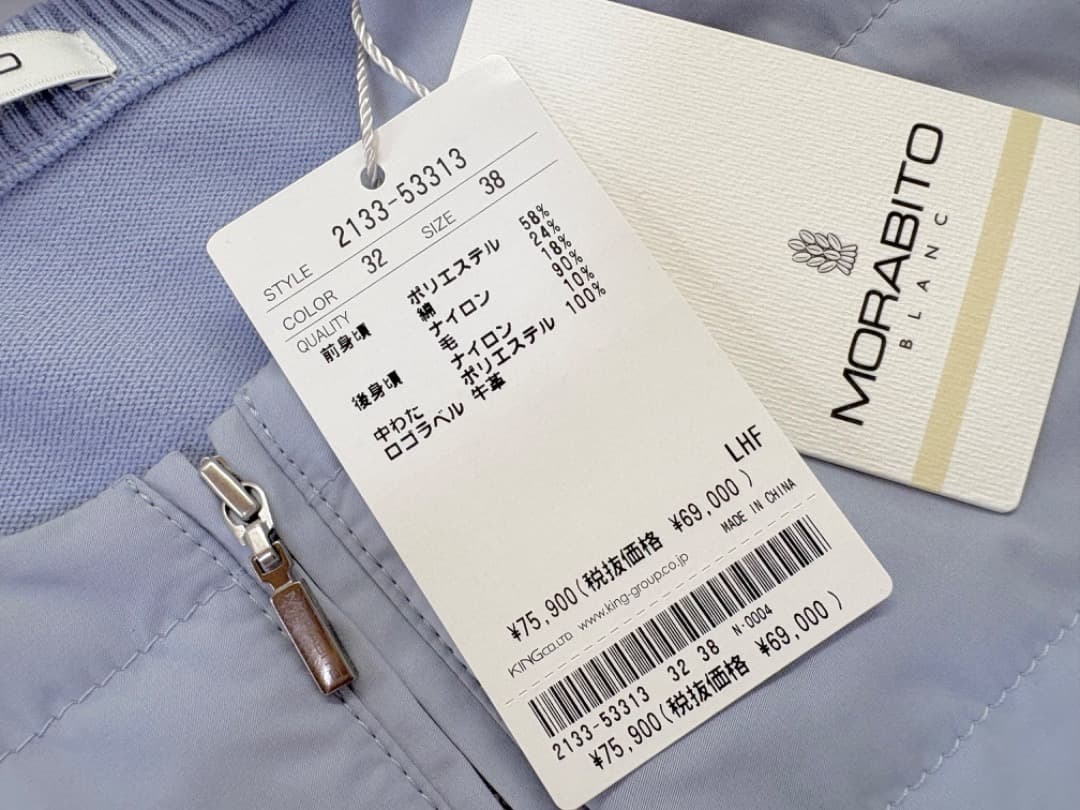 O
STYLE 2133-53313
COLOR 32 SIZE 38
QUALITY
前身頃 ポリエステル 58%
綿 24%
ナイロン 18%
後身頃 毛 90%
ナイロン 10%
中わた ポリエステル 100%
ロゴラベル 牛革
LHF
¥75,900(税抜価格 ¥69,000)
KING CO.,LTD www.king-group.co.jp MADE IN CHINA
2133-53313 32 38 N-0004
¥75,900(税抜価格 ¥69,000)
MORABITO
BLANC